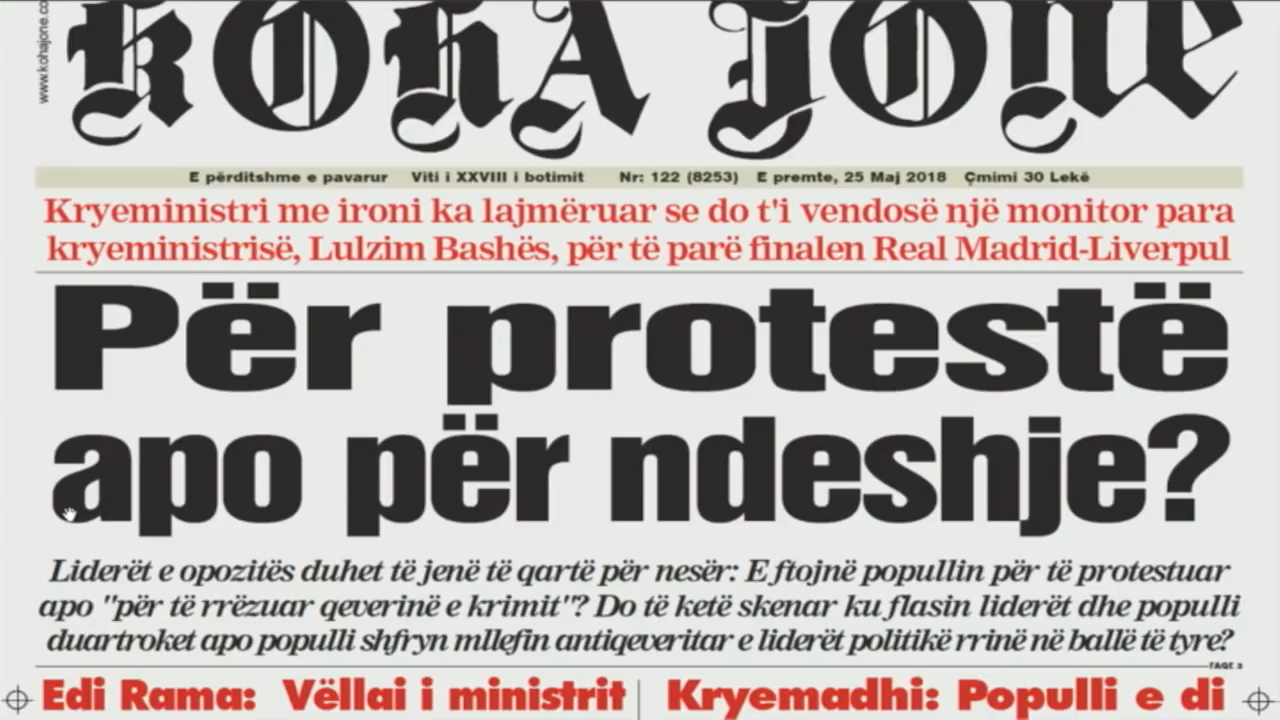 www.kohajone.co
KOHA JONE
E përditshme e pavarur Viti i XXVIII i botimit Nr: 122 (8253) E premte, 25 Maj 2018 Çmimi 30 Lekë
Kryeministri me ironi ka lajmëruar se do t'i vendosë një monitor para
kryeministrisë, Lulzim Bashës, për të parë finalen Real Madrid-Liverpul
Për protestë
apo për ndeshje?
Liderët e opozitës duhet të jenë të qartë për nesër: E ftojnë popullin për të protestuar
apo "për të rrëzuar qeverinë e krimit"? Do të ketë skenar ku flasin liderët dhe populli
duartroket apo populli shfryn mllefin antiqeveritar e liderët politikë rrinë në ballë të tyre?
FAQE 3
Edi Rama: Vëllai i ministrit
Kryemadhi: Populli e di